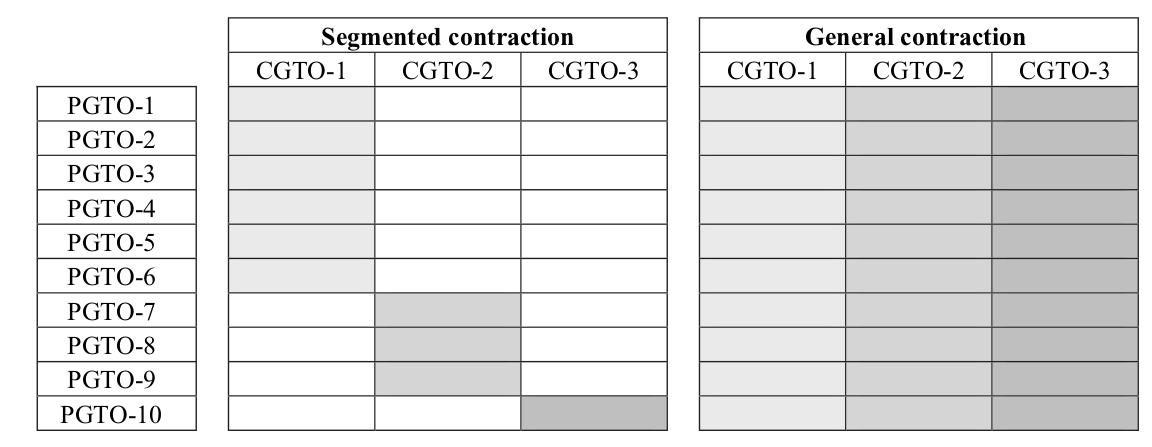 Segmented contraction General contraction
CGTO-1 CGTO-2 CGTO-3 CGTO-1 CGTO-2 CGTO-3
PGTO-1
PGTO-2
PGTO-3
PGTO-4
PGTO-5
PGTO-6
PGTO-7
PGTO-8
PGTO-9
PGTO-10